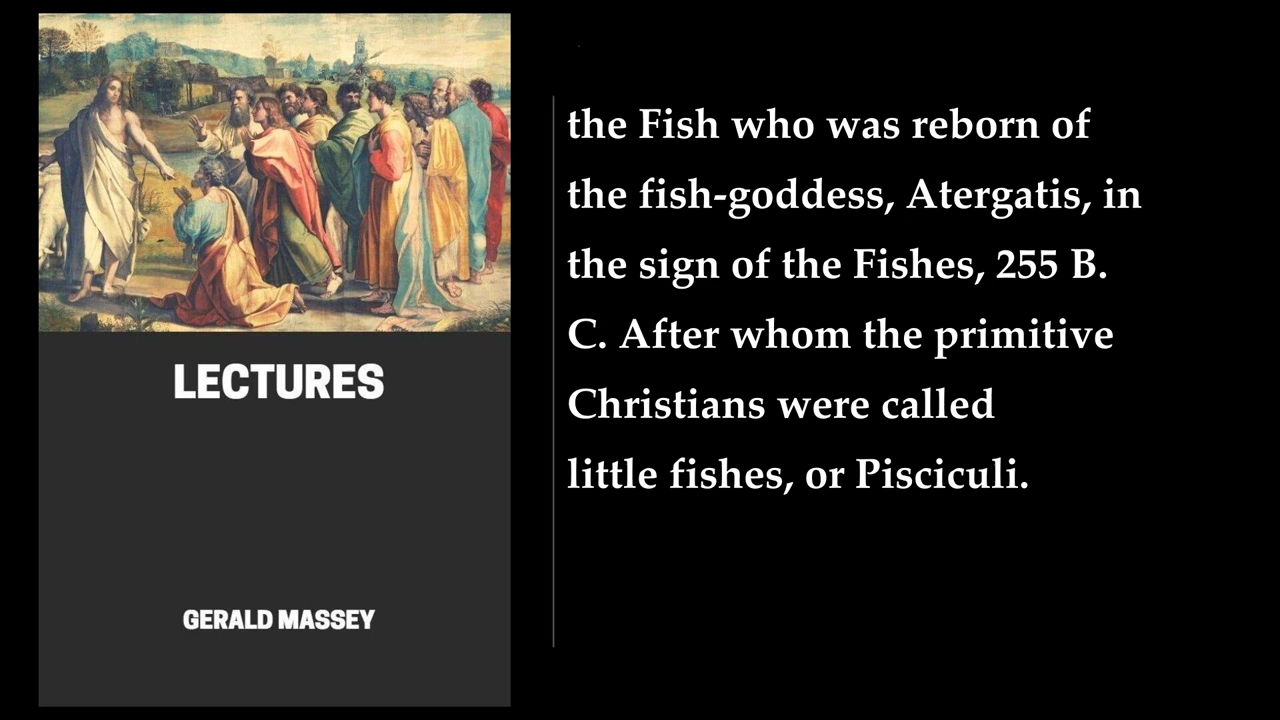 LECTURES
GERALD MASSEY
the Fish who was reborn of
the fish-goddess, Atergatis, in
the sign of the Fishes, 255 B.
C. After whom the primitive
Christians were called
little fishes, or Pisciculi.